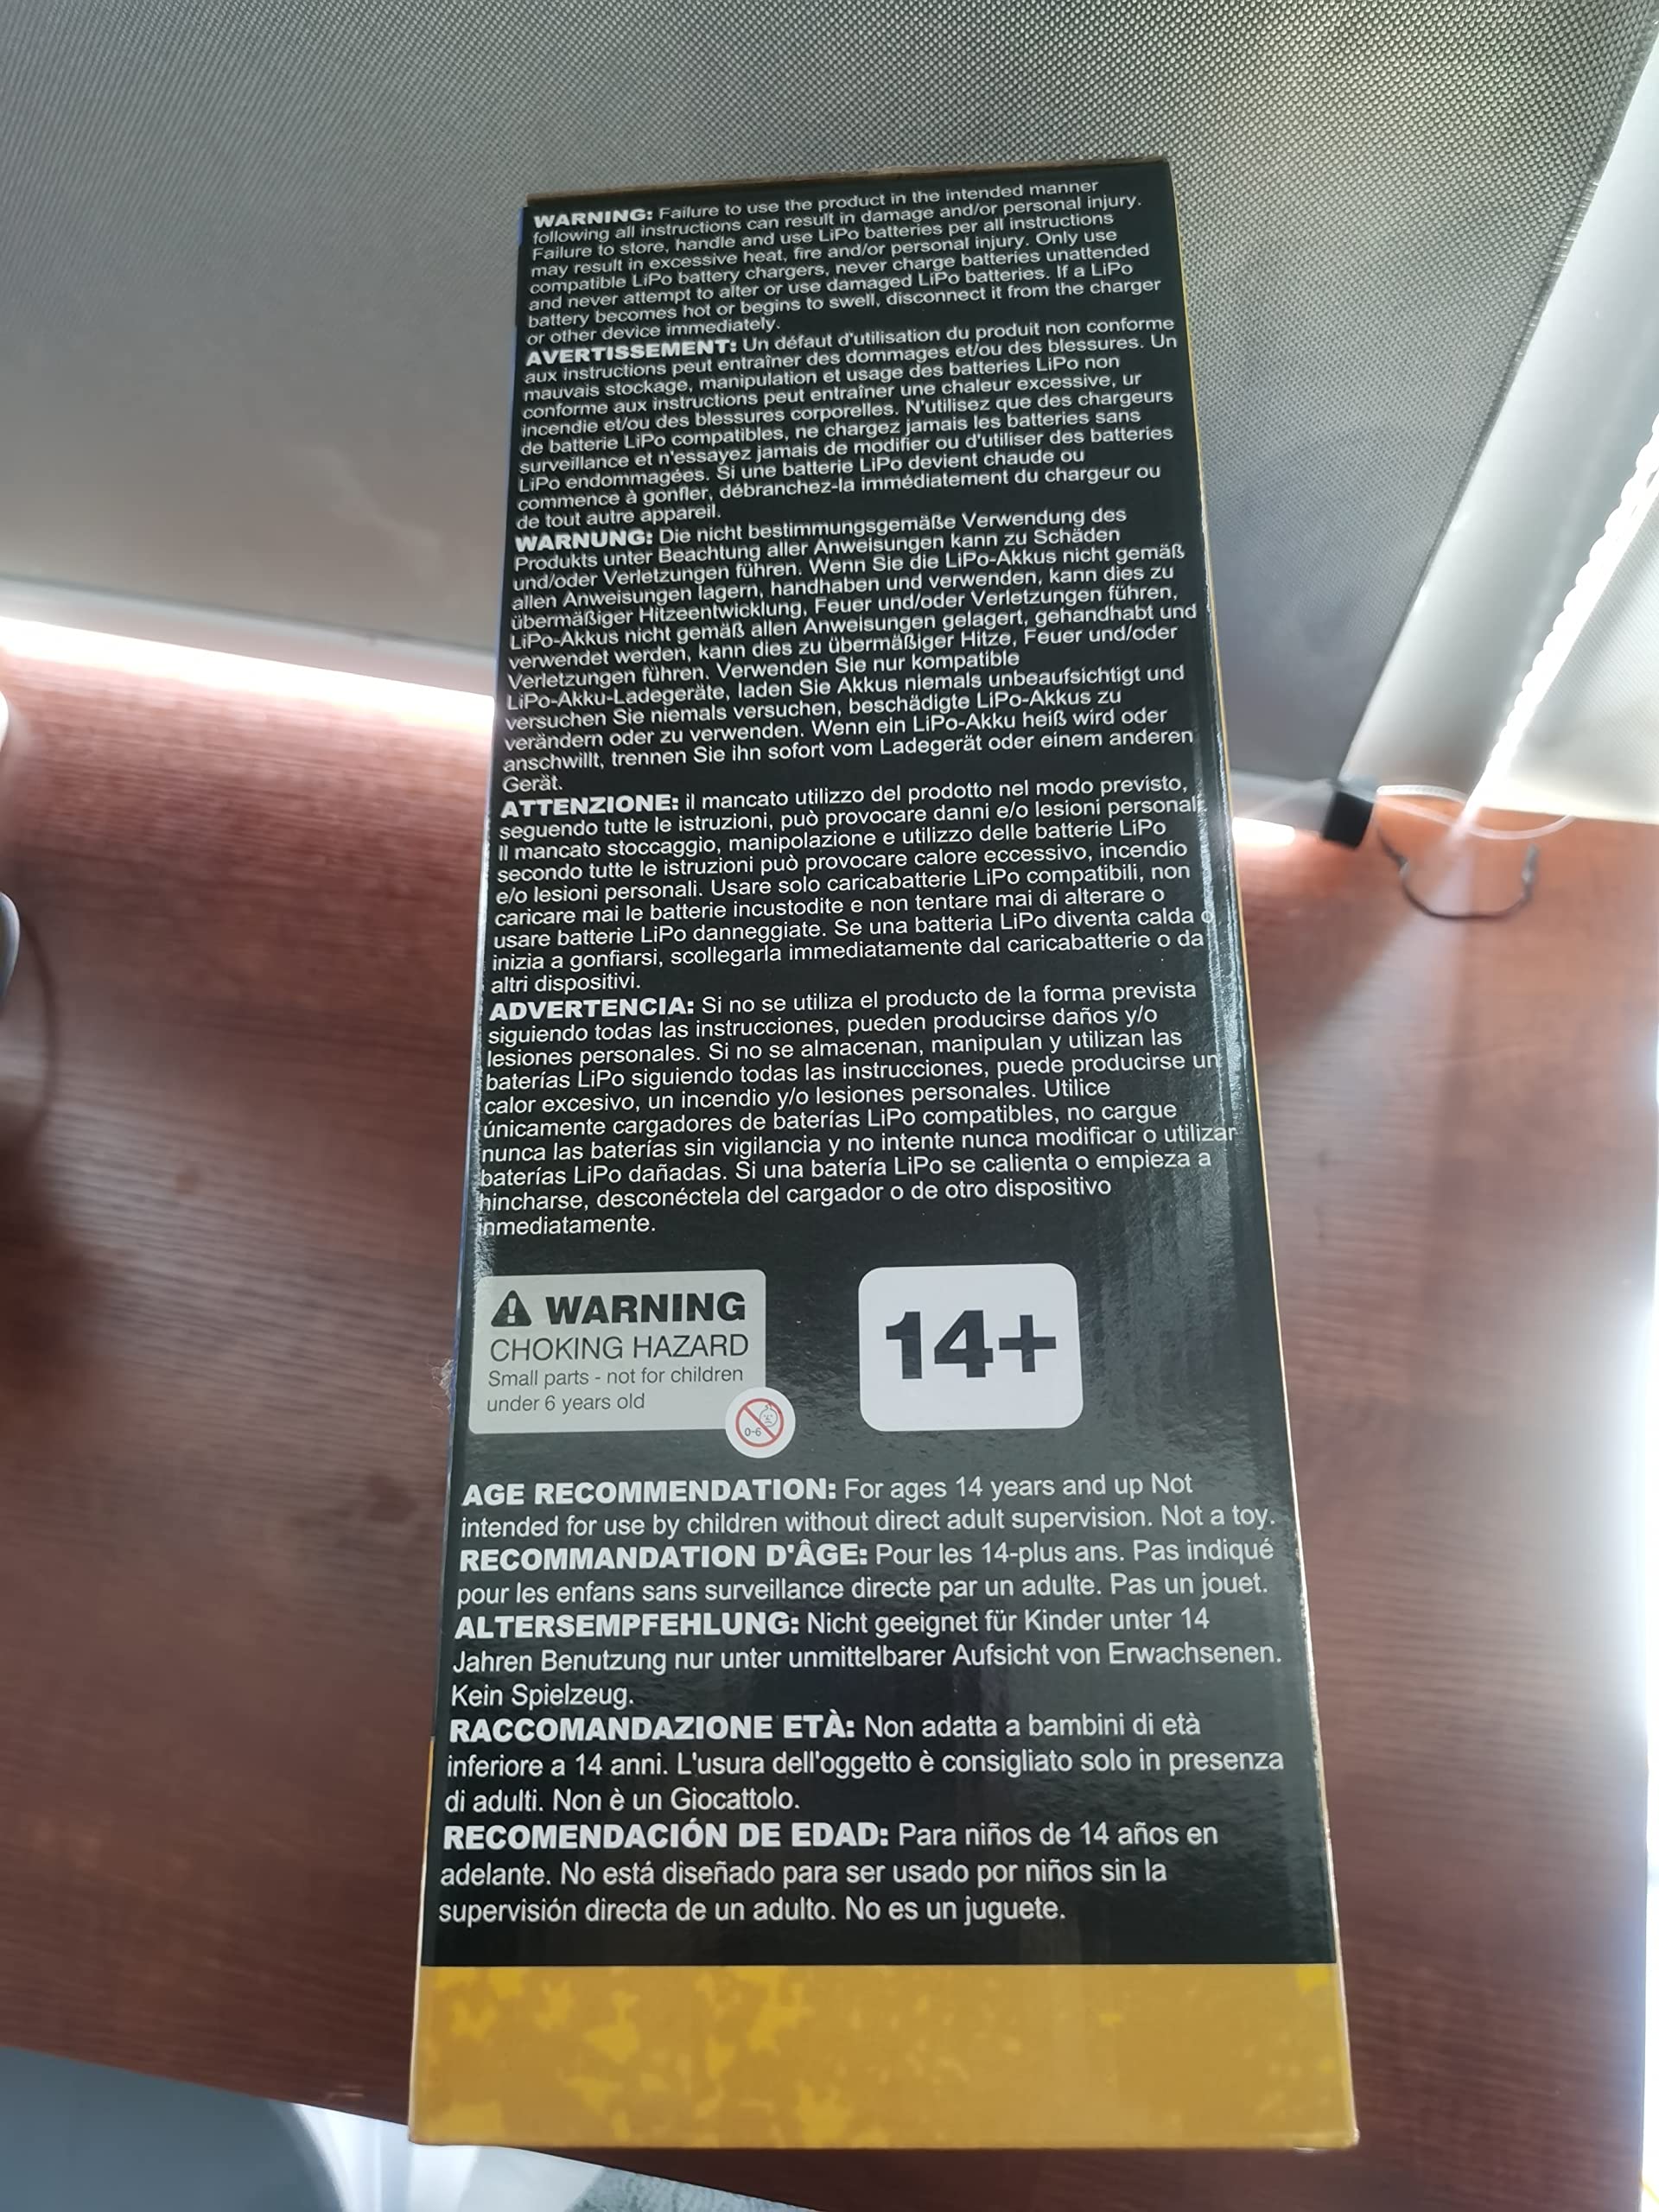 WARNING: Failure to use the product in the intended manner
following all instructions can result in damage and/or personal injury.
Failure to store, handle and use LiPo batteries per all instructions
may result in excessive heat, fire and/or personal injury. Only use
compatible LiPo battery chargers, never charge batteries unattended
and never attempt to alter or use damaged LiPo batteries. If a LiPo
battery becomes hot or begins to swell, disconnect it from the charger
or other device immediately.
AVERTISSEMENT: Un défaut d'utilisation du produit non conforme
aux instructions peut entraîner des dommages et/ou des blessures. Un
mauvais stockage, manipulation et usage des batteries LiPo non
conforme aux instructions peut entraîner une chaleur excessive, ur
incendie et/ou des blessures corporelles. N'utilisez que des chargeurs
de batterie LiPo compatibles, ne chargez jamais les batteries sans
surveillance et n'essayez jamais de modifier ou d'utiliser des batteries
LiPo endommagées. Si une batterie LiPo devient chaude ou
commence à gonfler, débranchez-la immédiatement du chargeur ou
de tout autre appareil.
WARNUNG: Die nicht bestimmungsgemäße Verwendung des
Produkts unter Beachtung aller Anweisungen kann zu Schäden
und/oder Verletzungen führen. Wenn Sie die LiPo-Akkus nicht gemäß
allen Anweisungen lagern, handhaben und verwenden, kann dies zu
übermäßiger Hitzeentwicklung, Feuer und/oder Verletzungen führen,
LiPo-Akkus nicht gemäß allen Anweisungen gelagert, gehandhabt und
verwendet werden, kann dies zu übermäßiger Hitze, Feuer und/oder
Verletzungen führen. Verwenden Sie nur kompatible
LiPo-Akku-Ladegeräte, laden Sie Akkus niemals unbeaufsichtigt und
versuchen Sie niemals versuchen, beschädigte LiPo-Akkus zu
verändern oder zu verwenden. Wenn ein LiPo-Akku heiß wird oder
anschwillt, trennen Sie ihn sofort vom Ladegerät oder einem anderen
Gerät.
ATTENZIONE: il mancato utilizzo del prodotto nel modo previsto,
seguendo tutte le istruzioni, può provocare danni e/o lesioni personali.
Il mancato stoccaggio, manipolazione e utilizzo delle batterie LiPo
secondo tutte le istruzioni può provocare calore eccessivo, incendio
e/o lesioni personali. Usare solo caricabatterie LiPo compatibili, non
caricare mai le batterie incustodite e non tentare mai di alterare o
usare batterie LiPo danneggiate. Se una batteria LiPo diventa calda o
inizia a gonfiarsi, scollegarla immediatamente dal caricabatterie o da
altri dispositivi.
ADVERTENCIA: Si no se utiliza el producto de la forma prevista
siguiendo todas las instrucciones, pueden producirse daños y/o
lesiones personales. Si no se almacenan, manipulan y utilizan las
baterías LiPo siguiendo todas las instrucciones, puede producirse un
calor excesivo, un incendio y/o lesiones personales. Utilice
únicamente cargadores de baterías LiPo compatibles, no cargue
nunca las baterías sin vigilancia y no intente nunca modificar o utilizar
baterías LiPo dañadas. Si una batería LiPo se calienta o empieza a
hincharse, desconéctela del cargador o de otro dispositivo
inmediatamente.
WARNING
CHOKING HAZARD
Small parts - not for children
under 6 years old
0-6
14+
AGE RECOMMENDATION: For ages 14 years and up Not
intended for use by children without direct adult supervision. Not a toy.
RECOMMANDATION D'ÂGE: Pour les 14-plus ans. Pas indiqué
pour les enfans sans surveillance directe par un adulte. Pas un jouet.
ALTERSEMPFEHLUNG: Nicht geeignet für Kinder unter 14
Jahren Benutzung nur unter unmittelbarer Aufsicht von Erwachsenen.
Kein Spielzeug.
RACCOMANDAZIONE ETÀ: Non adatta a bambini di età
inferiore a 14 anni. L'usura dell'oggetto è consigliato solo in presenza
di adulti. Non è un Giocattolo.
RECOMENDACIÓN DE EDAD: Para niños de 14 años en
adelante. No está diseñado para ser usado por niños sin la
supervisión directa de un adulto. No es un juguete.